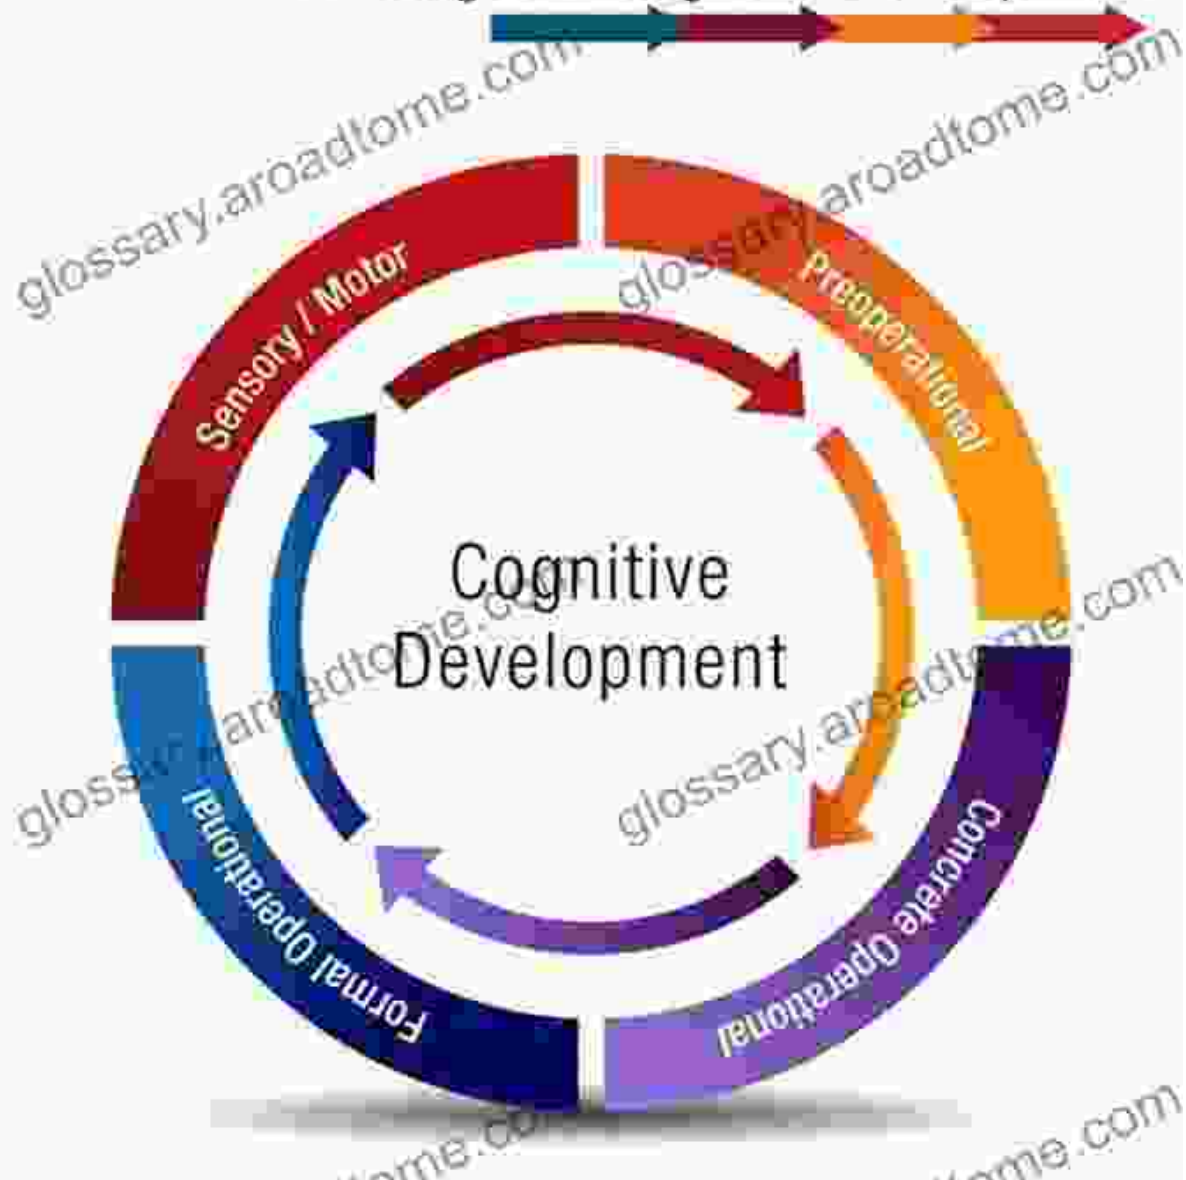 glossary.aroadtome.com
glossary.aroadtome.com
Sensory / Motor
Preoperational
Cognitive
Development
glossary.aroadtome.com
glossary.aroadtome.com
Concrete Operational
Formal Operational